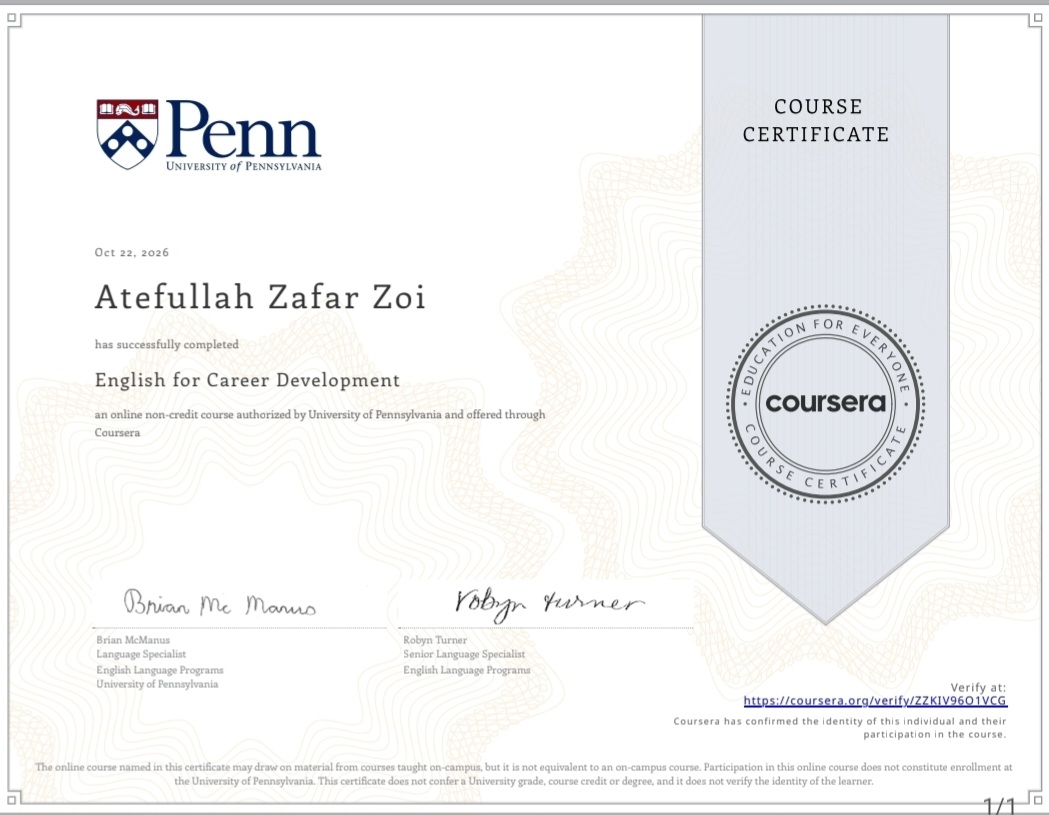 Penn
UNIVERSITY of PENNSYLVANIA
COURSE
CERTIFICATE
Oct 22, 2026
Atefullah Zafar Zoi
has successfully completed
English for Career Development
an online non-credit course authorized by University of Pennsylvania and offered through
Coursera
EDUCATION FOR EVERYONE
coursera
COURSE CERTIFICATE
Brian Mc Manus
Robyn Turner
Brian McManus
Language Specialist
English Language Programs
University of Pennsylvania
Robyn Turner
Senior Language Specialist
English Language Programs
Verify at:
https://coursera.org/verify/ZZKIV96O1VCG
Coursera has confirmed the identity of this individual and their
participation in the course.
The online course named in this certificate may draw on material from courses taught on-campus, but it is not equivalent to an on-campus course. Participation in this online course does not constitute enrollment at
the University of Pennsylvania. This certificate does not confer a University grade, course credit or degree, and it does not verify the identity of the learner.
1/1